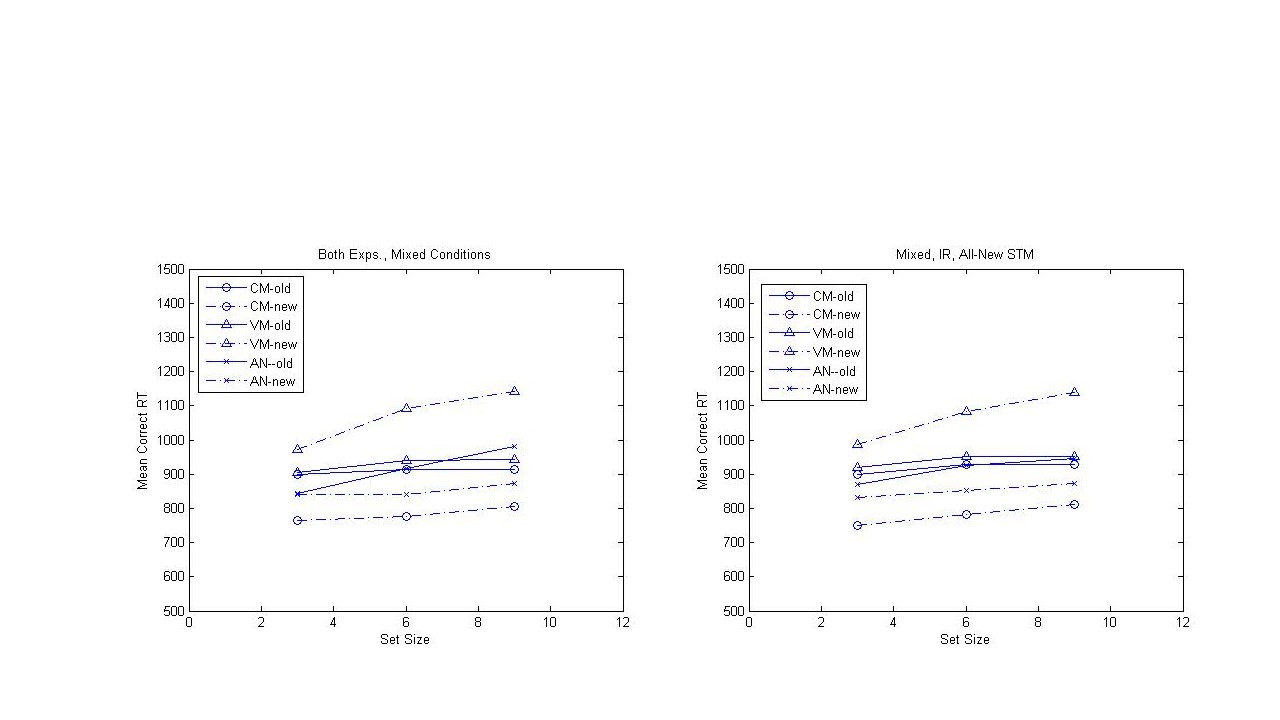 Both Exps., Mixed Conditions
1500
1400
1300
1200
1100
1000
900
800
700
600
500
0 2 4 6 8 10 12
Mean Correct RT
Set Size
CM-old
CM-new
VM-old
VM-new
AN--old
AN-new
Mixed, IR, All-New STM
1500
1400
1300
1200
1100
1000
900
800
700
600
500
0 2 4 6 8 10 12
Mean Correct RT
Set Size
CM-old
CM-new
VM-old
VM-new
AN--old
AN-new